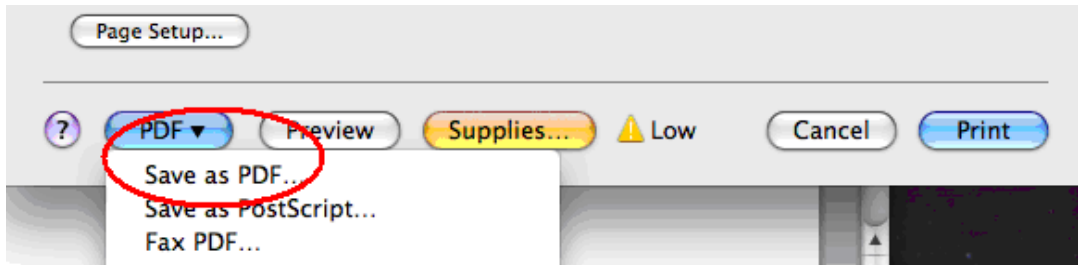 Page Setup...
? PDF▼ Preview Supplies... Low Cancel Print
Save as PDF...
Save as PostScript...
Fax PDF...